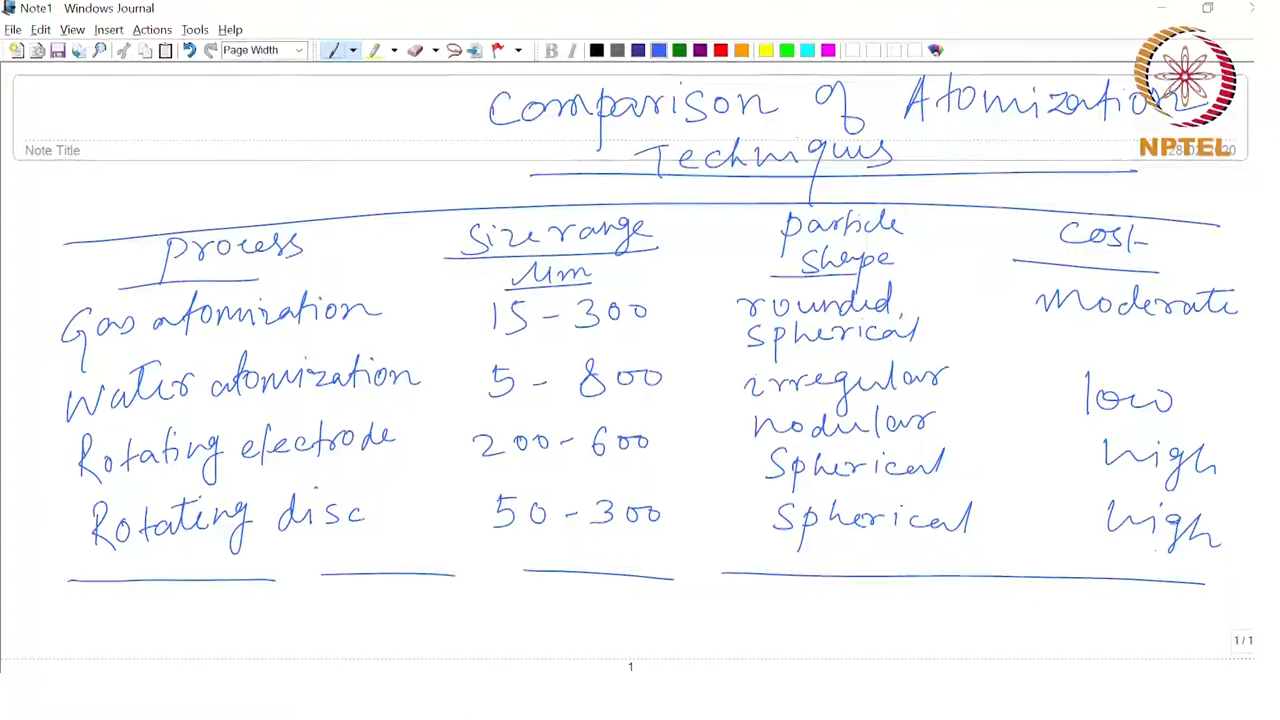 Note1 - Windows Journal
File Edit View Insert Actions Tools Help
Page Width
B I
Comparison of Atomization
Techniques
Note Title
NPTEL
Process Size range Particle Cost
μm Shape
Gas atomization 15 - 300 rounded, Moderate
Spherical
Water atomization 5 - 800 irregular low
nodular
Rotating electrode 200 - 600 Spherical high
Rotating disc 50 - 300 Spherical high
1 / 1
1